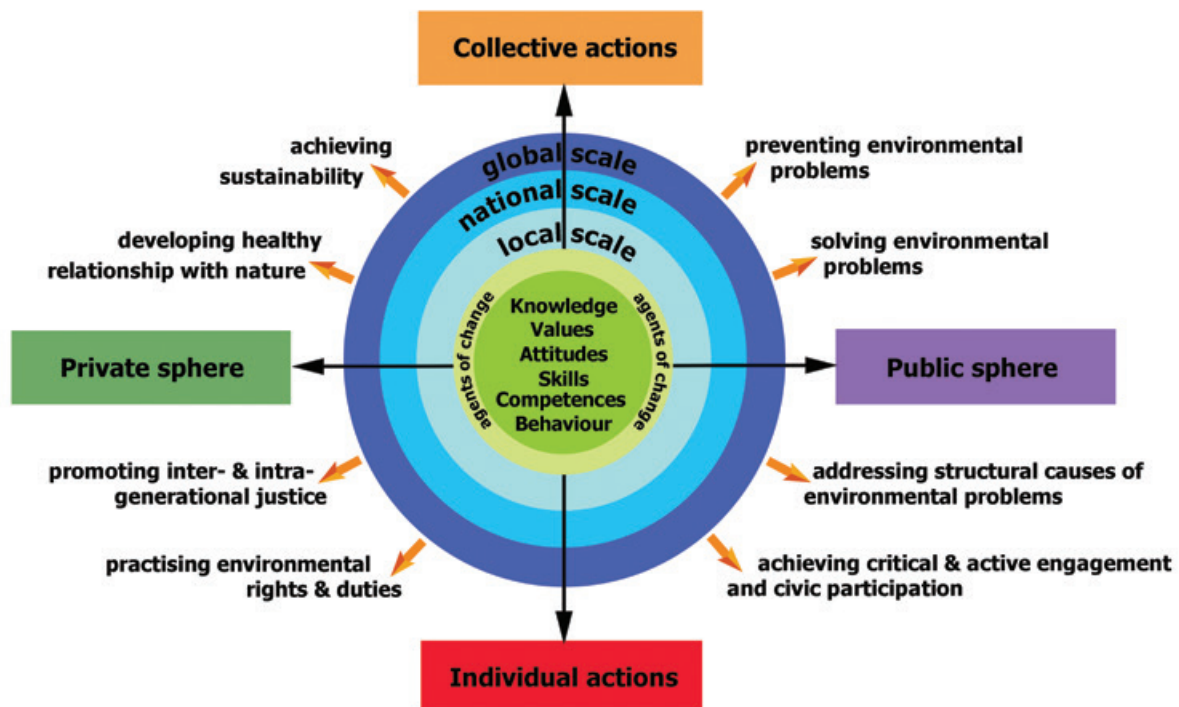 Collective actions
achieving
sustainability
preventing environmental
problems
global scale
national scale
local scale
developing healthy
relationship with nature
solving environmental
problems
agents of change
Knowledge
Values
Attitudes
Skills
Competences
Behaviour
agents of change
Private sphere
Public sphere
promoting inter- & intra-
generational justice
addressing structural causes of
environmental problems
practising environmental
rights & duties
achieving critical & active engagement
and civic participation
Individual actions